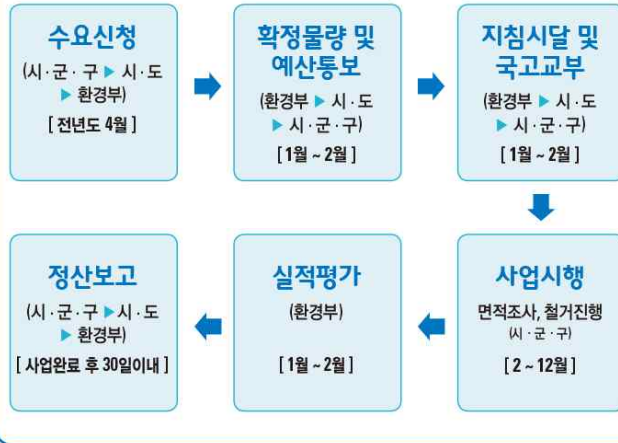 수요신청
(시·군·구 ▶ 시·도
▶ 환경부)
[ 전년도 4월 ]
확정물량 및
예산통보
(환경부 ▶ 시·도
▶ 시·군·구)
[ 1월 ~ 2월 ]
지침시달 및
국고교부
(환경부 ▶ 시·도
▶ 시·군·구)
[ 1월 ~ 2월 ]
사업시행
면적조사, 철거진행
(시·군·구)
[ 2 ~ 12월 ]
실적평가
(환경부)
[ 1월 ~ 2월 ]
정산보고
(시·군·구 ▶ 시·도
▶ 환경부)
[ 사업완료 후 30일이내 ]